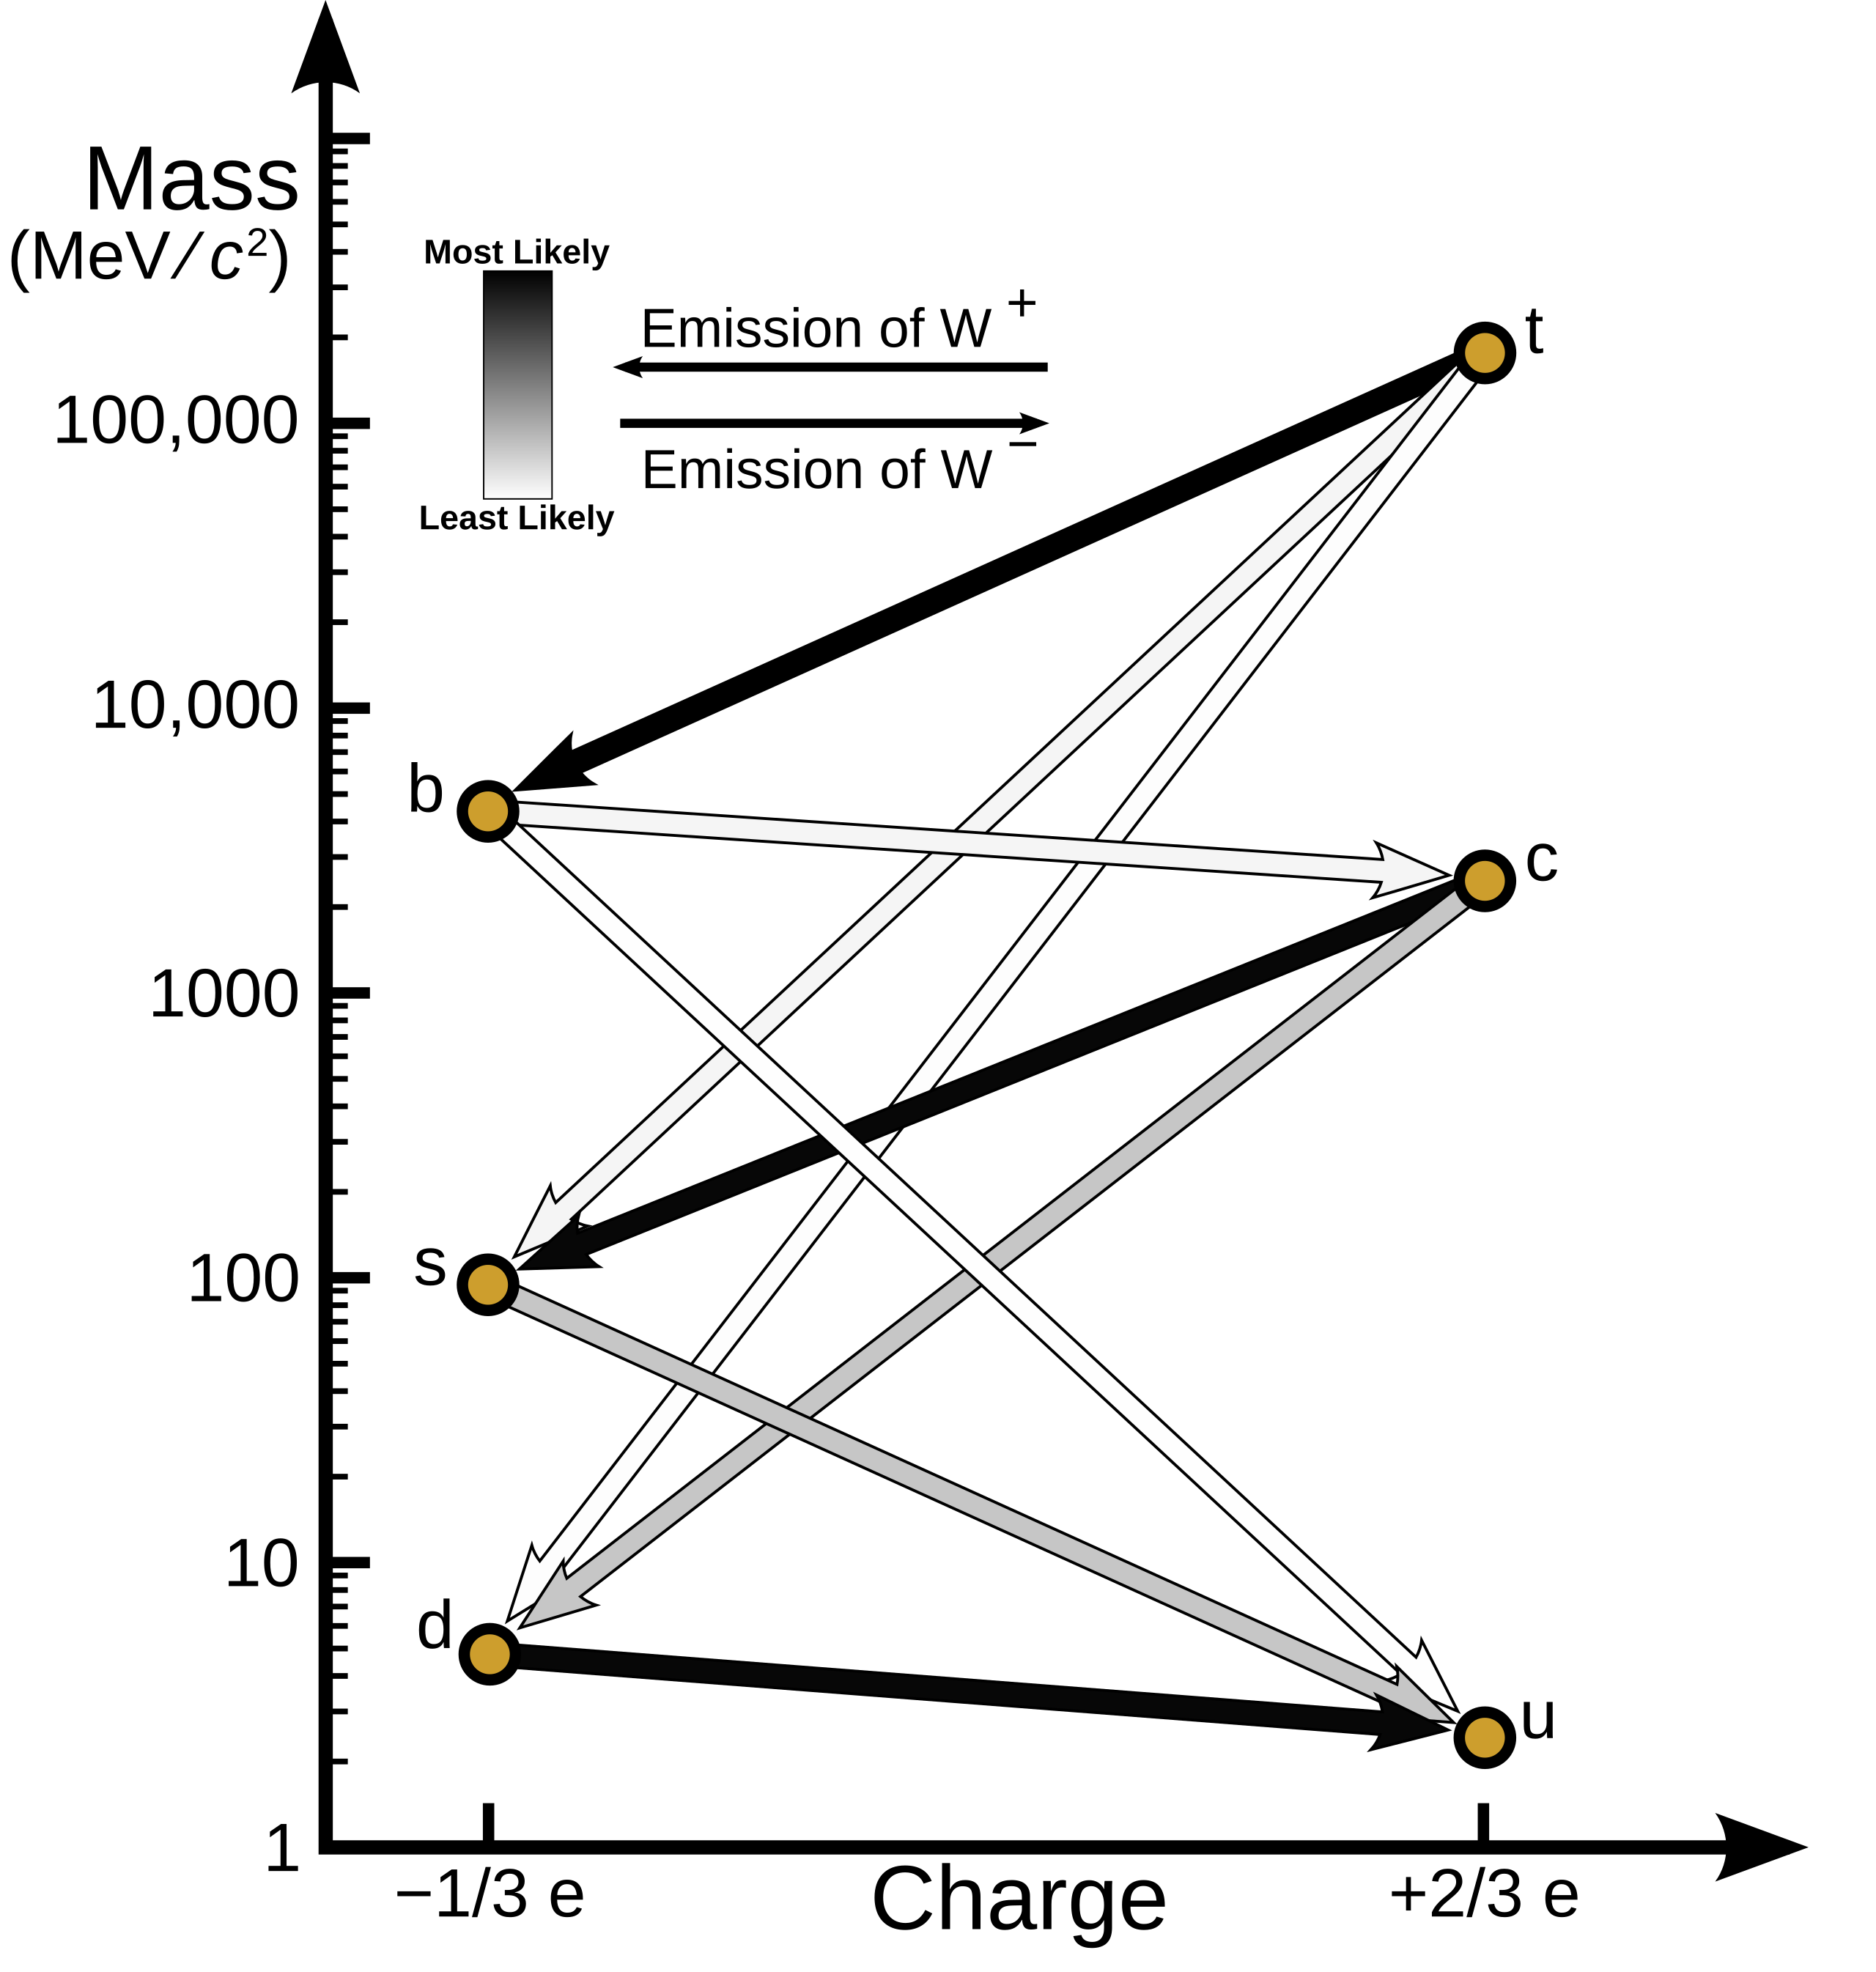 Mass
(MeV/c²)
Most Likely
Least Likely
Emission of W⁺
Emission of W⁻
t
100,000
10,000
b
c
1000
s
100
10
d
u
1
−1/3 e
Charge
+2/3 e